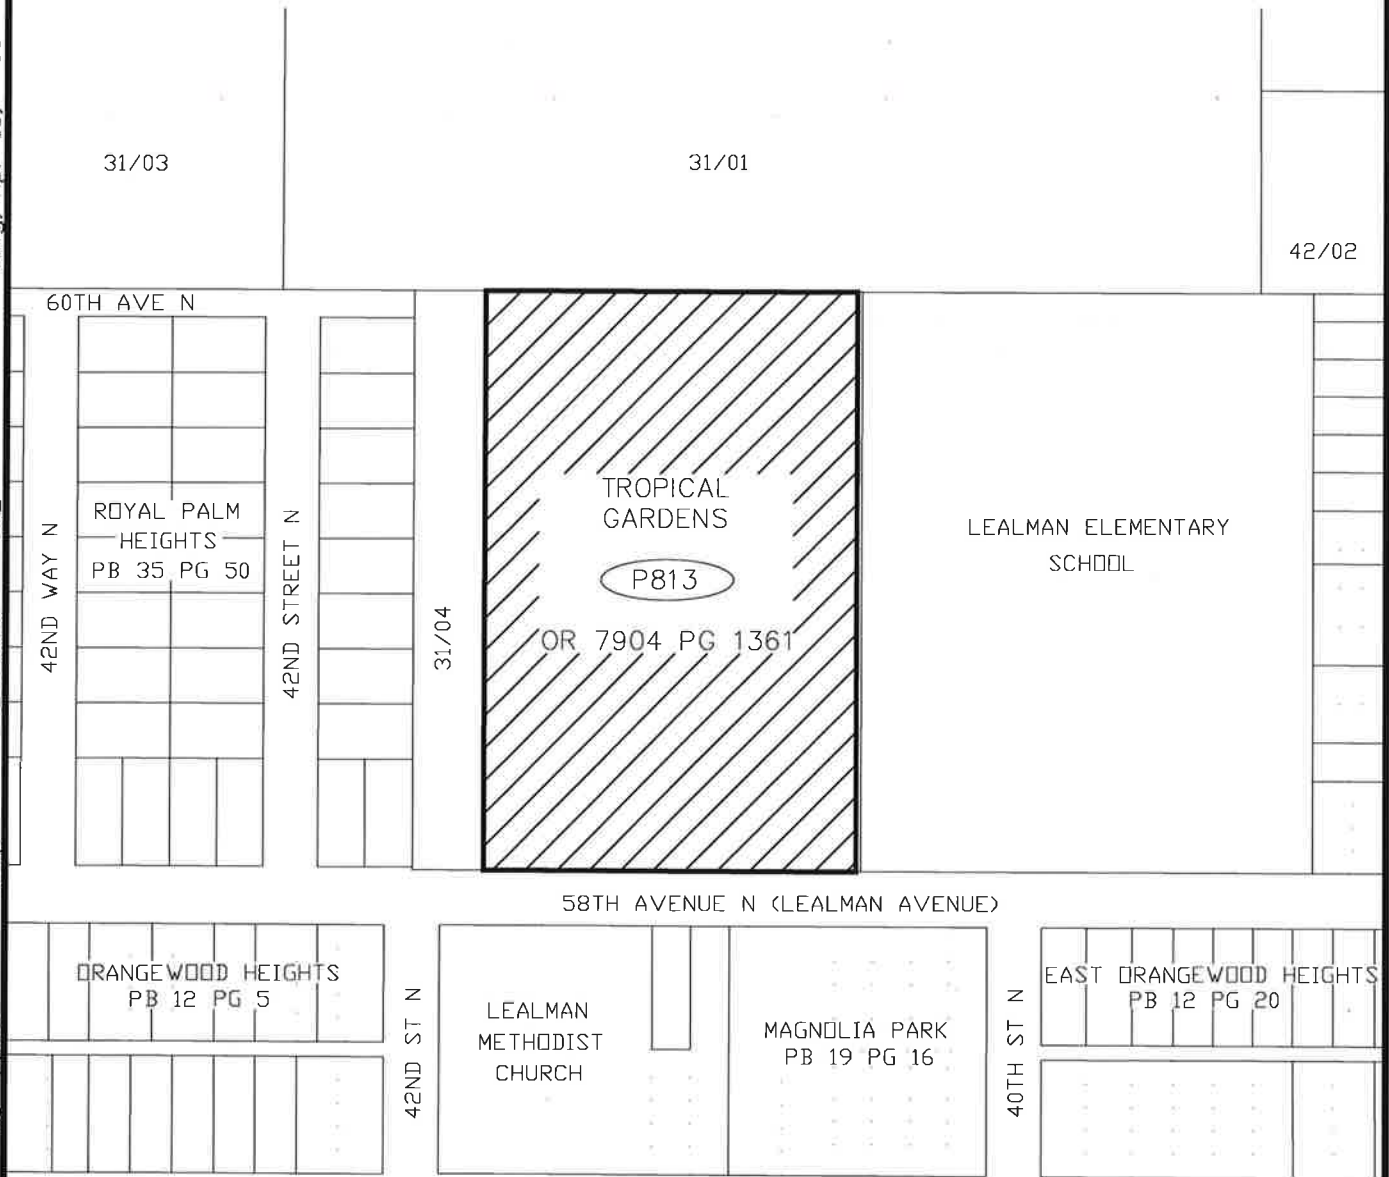 31/03
31/01
42/02
60TH AVE N
TROPICAL
GARDENS
P813
OR 7904 PG 1361
ROYAL PALM
HEIGHTS
PB 35 PG 50
LEALMAN ELEMENTARY
SCHOOL
42ND WAY N
42ND STREET N
31/04
58TH AVENUE N (LEALMAN AVENUE)
ORANGEWOOD HEIGHTS
PB 12 PG 5
42ND ST N
LEALMAN
METHODIST
CHURCH
MAGNOLIA PARK
PB 19 PG 16
40TH ST N
EAST ORANGEWOOD HEIGHTS
PB 12 PG 20